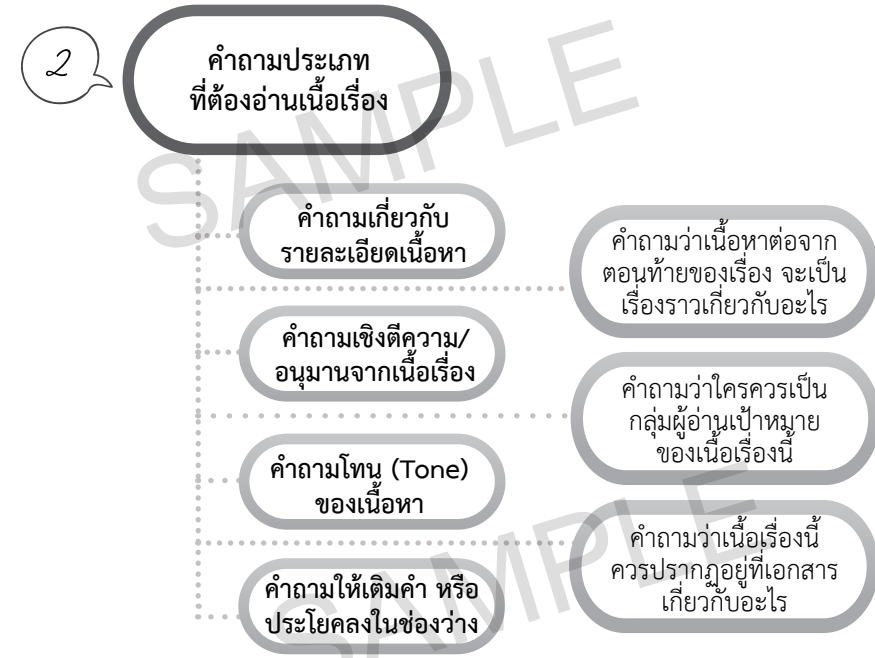 2
คำถามประเภท
ที่ต้องอ่านเนื้อเรื่อง
SAMPLE
คำถามเกี่ยวกับ
รายละเอียดเนื้อหา
คำถามว่าเนื้อหาต่อจาก
ตอนท้ายของเรื่อง จะเป็น
เรื่องราวเกี่ยวกับอะไร
คำถามเชิงตีความ/
อนุมานจากเนื้อเรื่อง
คำถามว่าใครควรเป็น
กลุ่มผู้อ่านเป้าหมาย
ของเนื้อเรื่องนี้
คำถามโทน (Tone)
ของเนื้อหา
คำถามว่าเนื้อเรื่องนี้
ควรปรากฏอยู่ที่เอกสาร
เกี่ยวกับอะไร
คำถามให้เติมคำ หรือ
ประโยคลงในช่องว่าง
SAMPLE